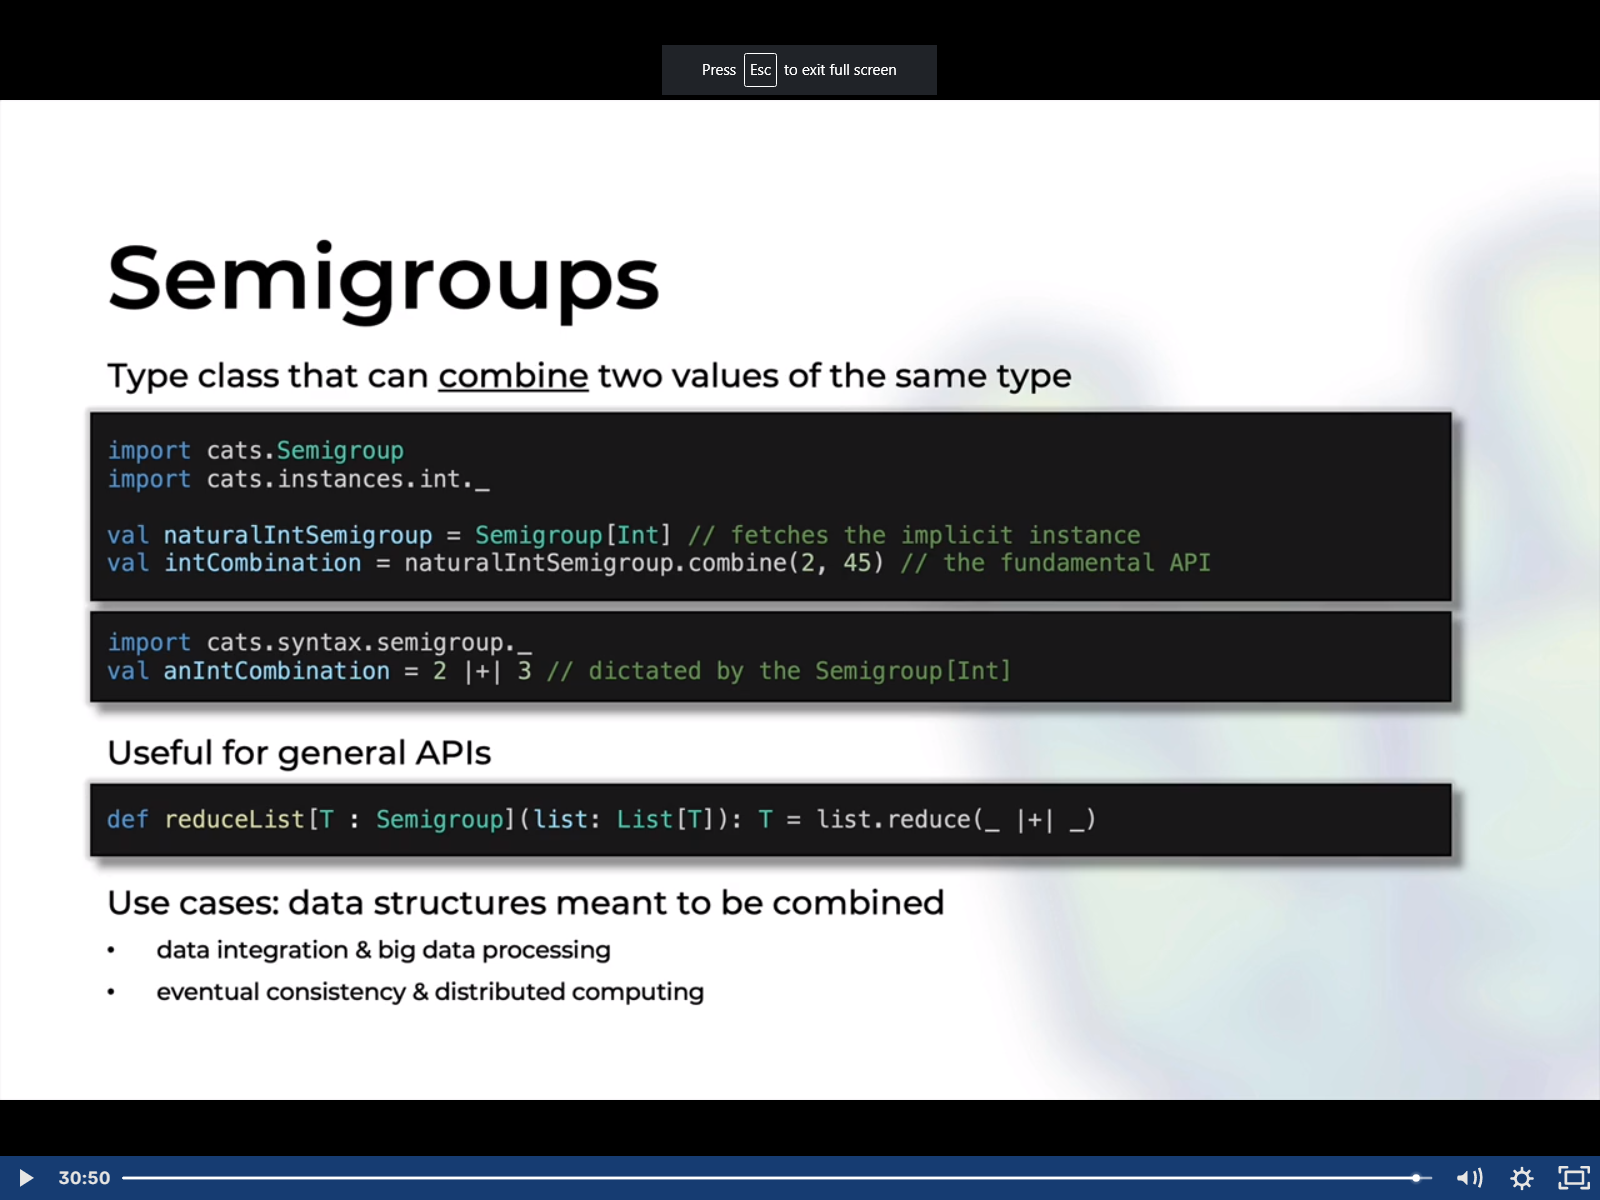 Press Esc to exit full screen
Semigroups
Type class that can combine two values of the same type
import cats.Semigroup
import cats.instances.int._
val naturalIntSemigroup = Semigroup[Int] // fetches the implicit instance
val intCombination = naturalIntSemigroup.combine(2, 45) // the fundamental API
import cats.syntax.semigroup._
val anIntCombination = 2 |+| 3 // dictated by the Semigroup[Int]
Useful for general APIs
def reduceList[T : Semigroup](list: List[T]): T = list.reduce(_ |+| _)
Use cases: data structures meant to be combined
• data integration & big data processing
• eventual consistency & distributed computing
30:50